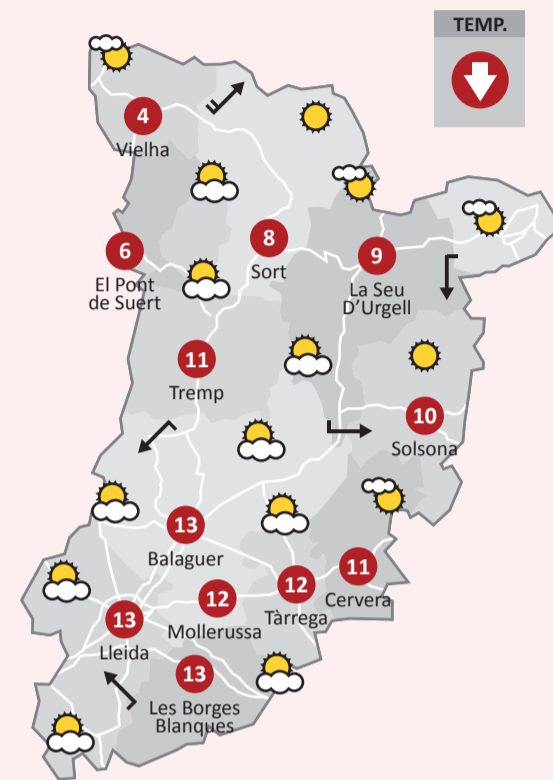 TEMP.
4
Vielha
6
El Pont
de Suert
8
Sort
9
La Seu
D'Urgell
11
Tremp
10
Solsona
13
Balaguer
11
Cervera
12
Tàrrega
12
Mollerussa
13
Lleida
13
Les Borges
Blanques